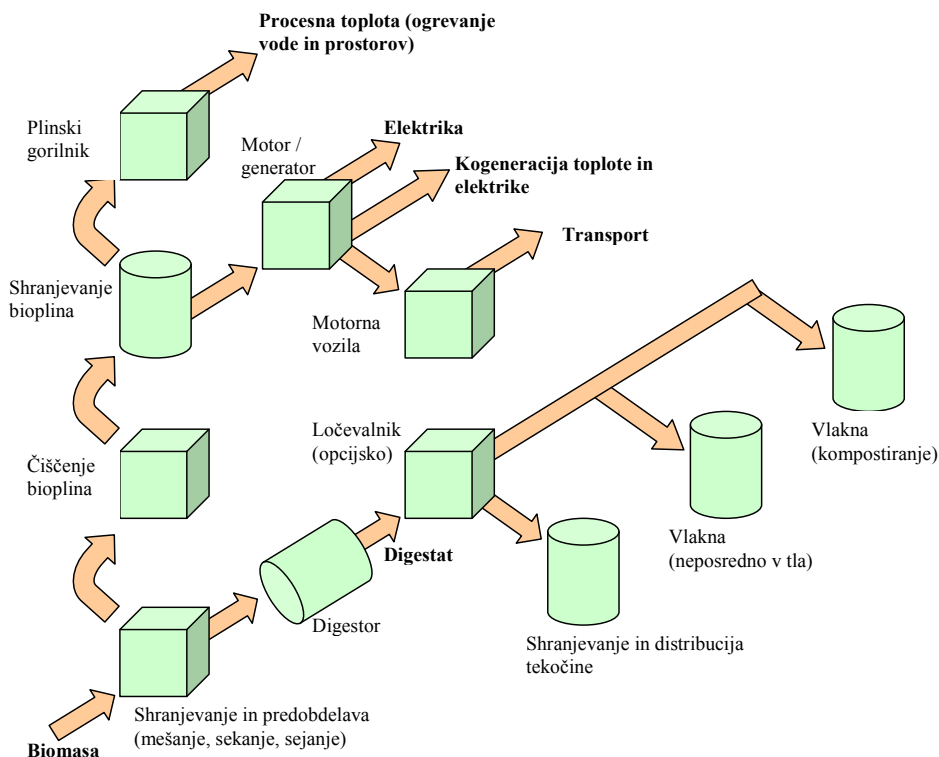 Procesna toplota (ogrevanje
vode in prostorov)
Plinski
gorilnik
Motor /
generator
Elektrika
Kogeneracija toplote in
elektrike
Transport
Shranjevanje
bioplina
Motorna
vozila
Ločevalnik
(opcijsko)
Vlakna
(kompostiranje)
Čiščenje
bioplina
Vlakna
(neposredno v tla)
Digestat
Digestor
Shranjevanje in distribucija
tekočine
Shranjevanje in predobdelava
(mešanje, sekanje, sejanje)
Biomasa